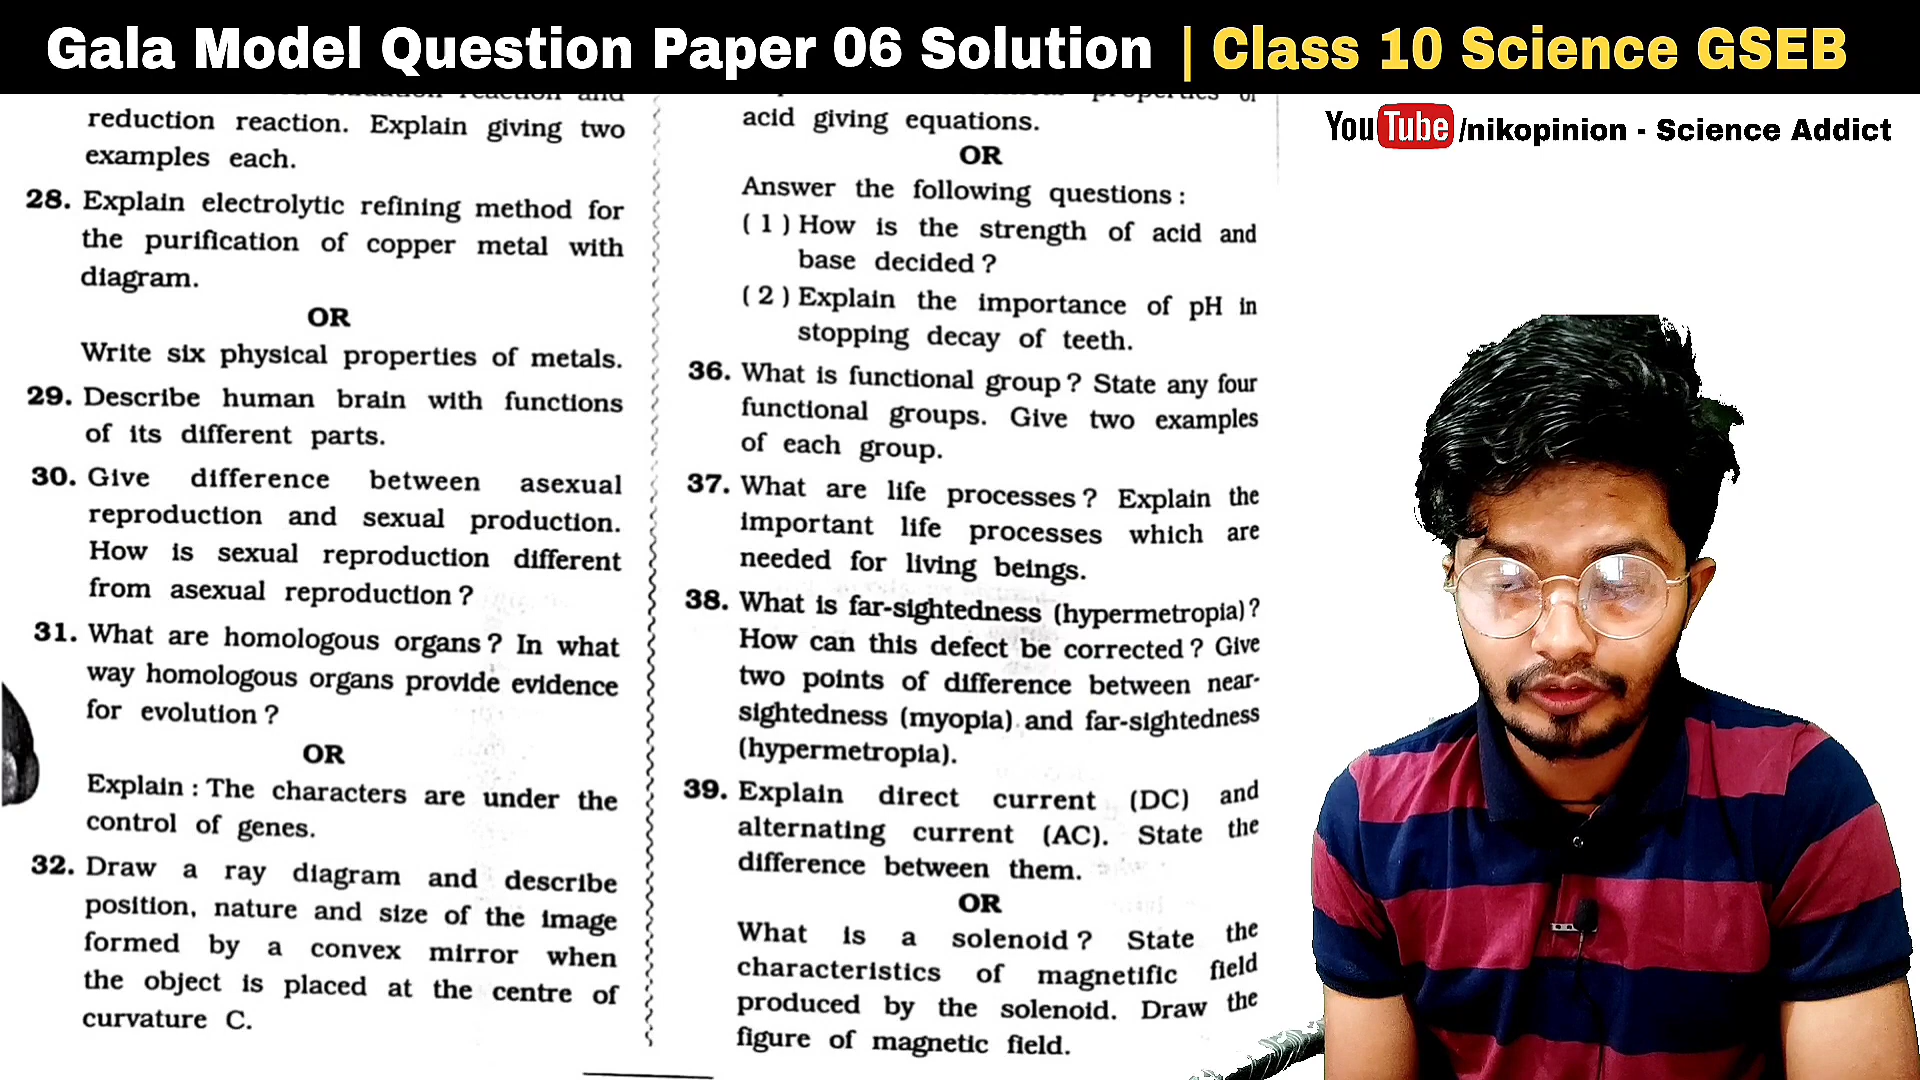 Gala Model Question Paper 06 Solution | Class 10 Science GSEB
YouTube/nikopinion - Science Addict
reaction and
reduction reaction. Explain giving two
examples each.
28. Explain electrolytic refining method for
the purification of copper metal with
diagram.
OR
Write six physical properties of metals.
29. Describe human brain with functions
of its different parts.
30. Give difference between asexual
reproduction and sexual production.
How is sexual reproduction different
from asexual reproduction ?
31. What are homologous organs ? In what
way homologous organs provide evidence
for evolution ?
OR
Explain : The characters are under the
control of genes.
32. Draw a ray diagram and describe
position, nature and size of the image
formed by a convex mirror when
the object is placed at the centre of
curvature C.
properties of
acid giving equations.
OR
Answer the following questions :
( 1 ) How is the strength of acid and
base decided ?
( 2 ) Explain the importance of pH in
stopping decay of teeth.
36. What is functional group ? State any four
functional groups. Give two examples
of each group.
37. What are life processes ? Explain the
important life processes which are
needed for living beings.
38. What is far-sightedness (hypermetropia) ?
How can this defect be corrected ? Give
two points of difference between near-
sightedness (myopia) and far-sightedness
(hypermetropia).
39. Explain direct current (DC) and
alternating current (AC). State the
difference between them.
OR
What is a solenoid ? State the
characteristics of magnetific field
produced by the solenoid. Draw the
figure of magnetic field.